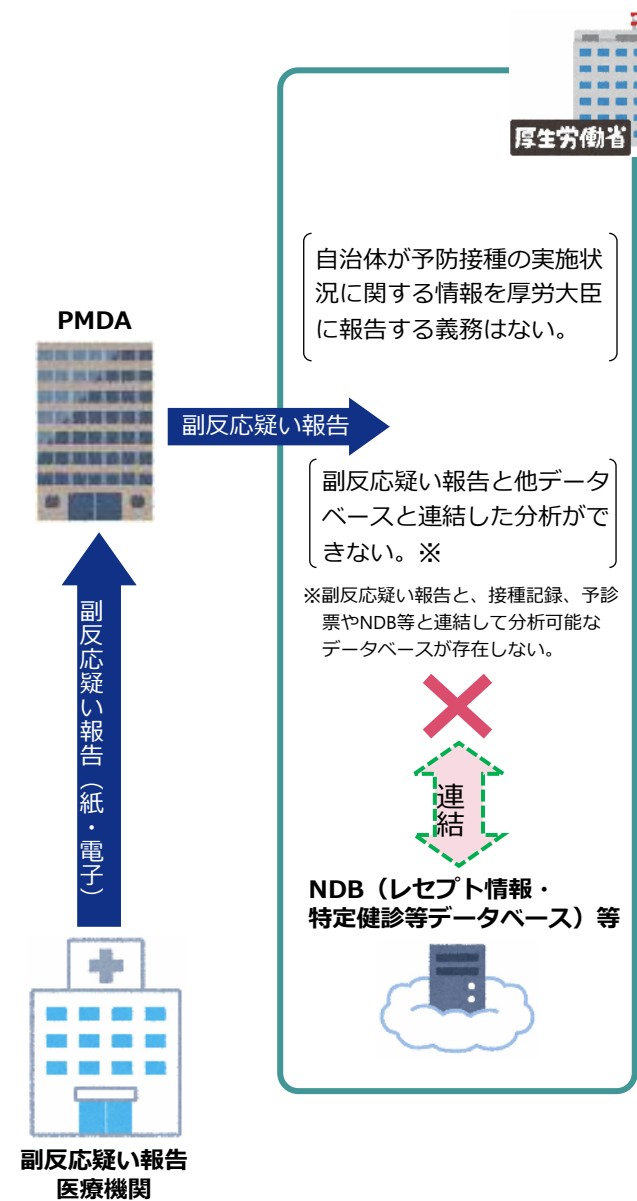 厚生労働省
自治体が予防接種の実施状
況に関する情報を厚労大臣
に報告する義務はない。
PMDA
副反応疑い報告
副反応疑い報告と他データ
ベースと連結した分析がで
きない。※
※副反応疑い報告と、接種記録、予診
票やNDB等と連結して分析可能な
データベースが存在しない。
副反応疑い報告（紙・電子）
連結
NDB（レセプト情報・
特定健診等データベース）等
副反応疑い報告
医療機関